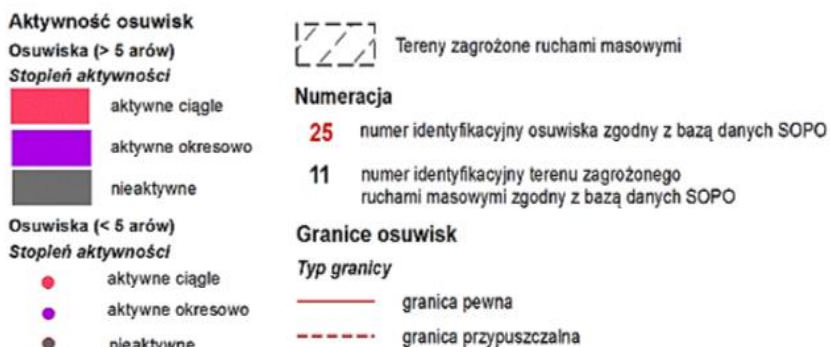 Aktywność osuwisk
Osuwiska (> 5 arów)
Stopień aktywności
aktywne ciągle
aktywne okresowo
nieaktywne
Osuwiska (< 5 arów)
Stopień aktywności
aktywne ciągle
aktywne okresowo
nieaktywne
Tereny zagrożone ruchami masowymi
Numeracja
25 numer identyfikacyjny osuwiska zgodny z bazą danych SOPO
11 numer identyfikacyjny terenu zagrożonego
ruchami masowymi zgodny z bazą danych SOPO
Granice osuwisk
Typ granicy
granica pewna
granica przypuszczalna